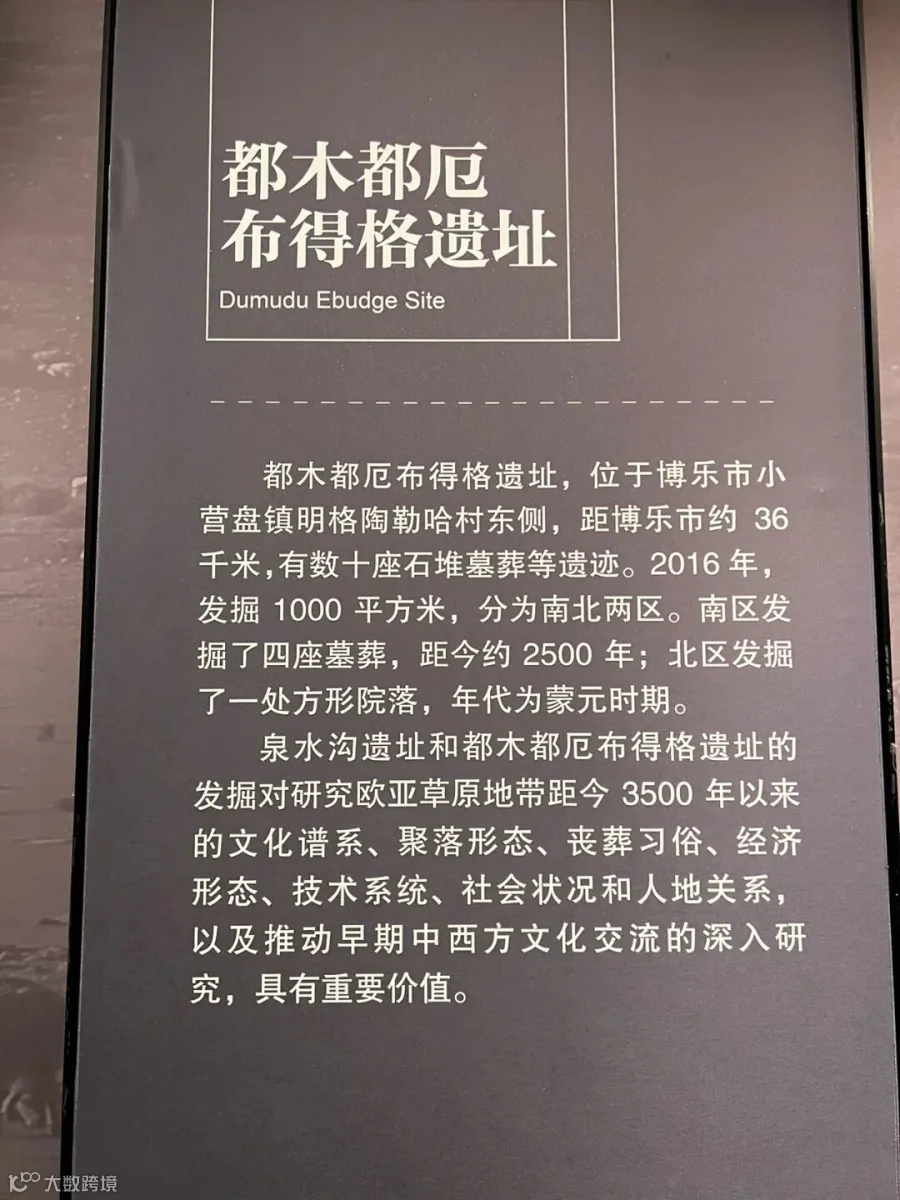 都木都厄
布得格遗址
Dumudu Ebudge Site
都木都厄布得格遗址，位于博乐市小
营盘镇明格陶勒哈村东侧，距博乐市约 36
千米，有数十座石堆墓葬等遗迹。2016 年，
发掘 1000 平方米，分为南北两区。南区发
掘了四座墓葬，距今约 2500 年；北区发掘
了一处方形院落，年代为蒙元时期。
泉水沟遗址和都木都厄布得格遗址的
发掘对研究欧亚草原地带距今 3500 年以来
的文化谱系、聚落形态、丧葬习俗、经济
形态、技术系统、社会状况和人地关系，
以及推动早期中西方文化交流的深入研
究，具有重要价值。
大数跨境